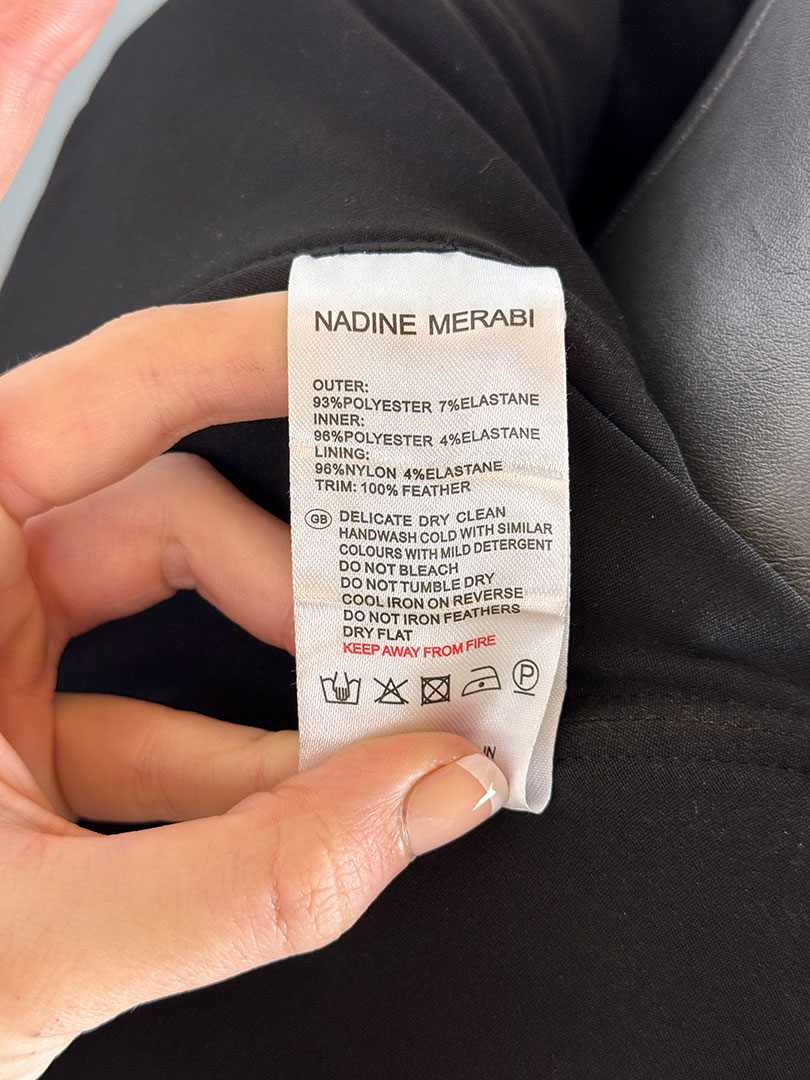 NADINE MERABI
OUTER:
93%POLYESTER 7%ELASTANE
INNER:
96%POLYESTER 4%ELASTANE
LINING:
96%NYLON 4%ELASTANE
TRIM: 100% FEATHER
GB DELICATE DRY CLEAN
HANDWASH COLD WITH SIMILAR
COLOURS WITH MILD DETERGENT
DO NOT BLEACH
DO NOT TUMBLE DRY
COOL IRON ON REVERSE
DO NOT IRON FEATHERS
DRY FLAT
KEEP AWAY FROM FIRE
P
IN